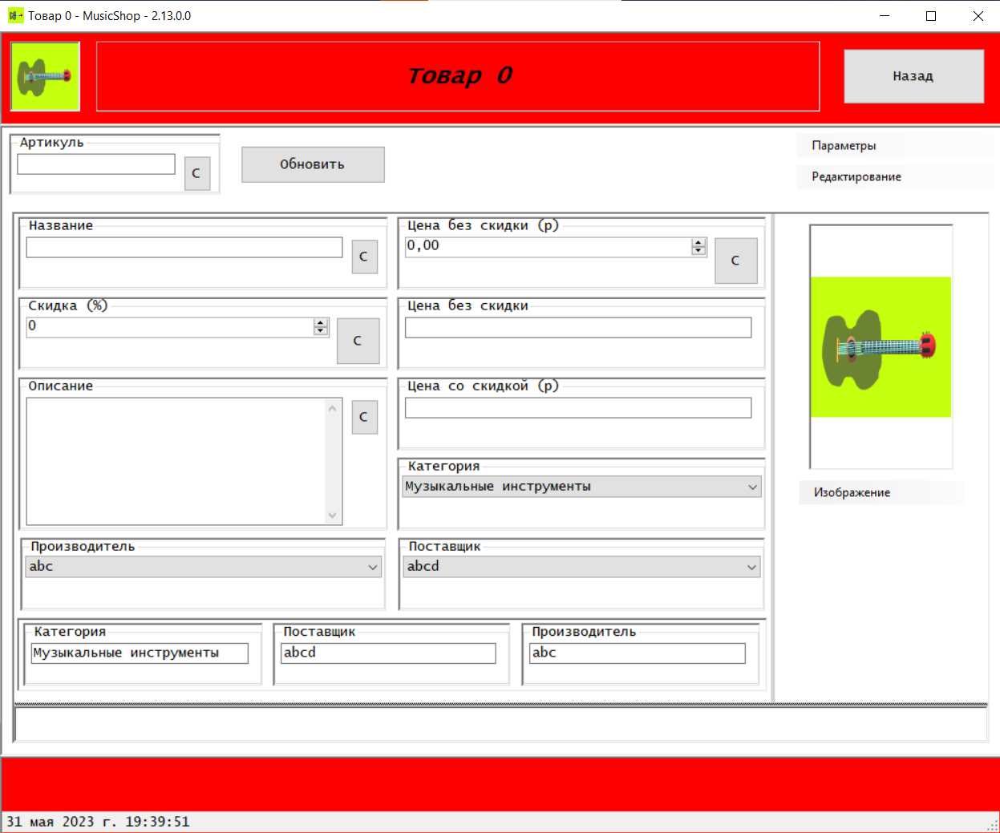 Товар 0 - MusicShop - 2.13.0.0
Товар 0
Назад
Артикуль
C
Обновить
Параметры
Редактирование
Название
C
Цена без скидки (р)
0,00
C
Скидка (%)
0
C
Цена без скидки
Описание
C
Цена со скидкой (р)
Категория
Музыкальные инструменты
Изображение
Производитель
abc
Поставщик
abcd
Категория
Музыкальные инструменты
Поставщик
abcd
Производитель
abc
31 мая 2023 г. 19:39:51